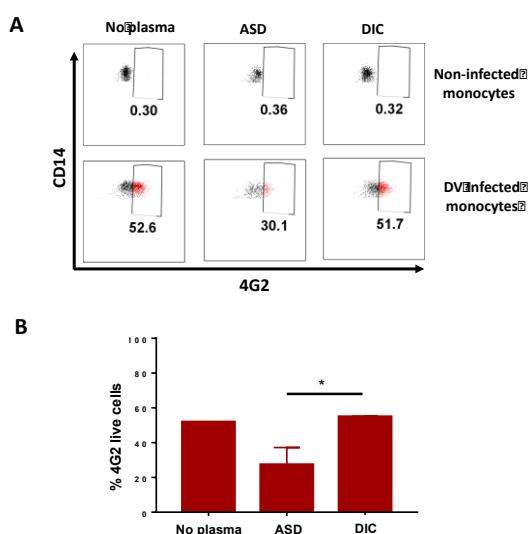 A
No plasma
ASD
DIC
CD14
0.30
0.36
0.32
Non-infected
monocytes
52.6
30.1
51.7
DV Infected
monocytes
4G2
B
% 4G2 live cells
100
80
60
40
20
0
*
No plasma
ASD
DIC